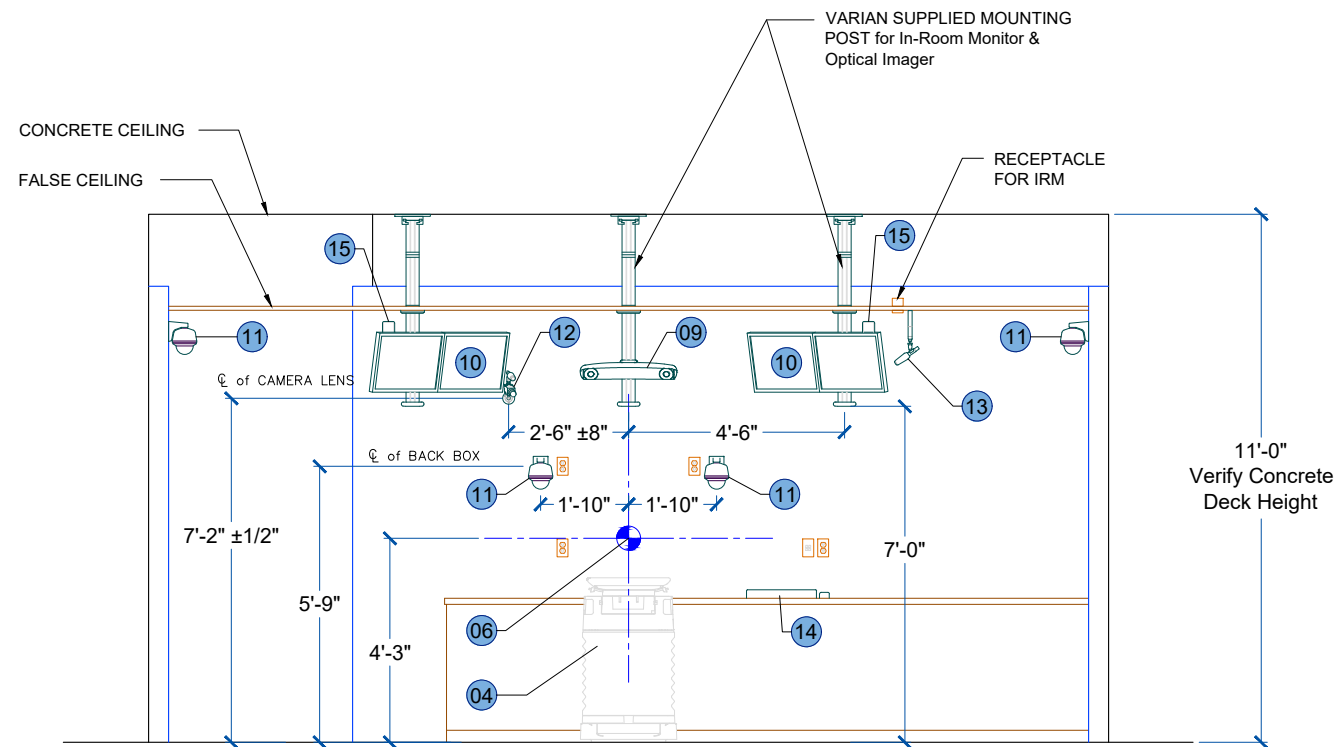 VARIAN SUPPLIED MOUNTING
POST for In-Room Monitor &
Optical Imager
CONCRETE CEILING
RECEPTACLE
FOR IRM
FALSE CEILING
15
15
11
12
09
11
10
10
℄ of CAMERA LENS
13
2'-6" ±8"
4'-6"
℄ of BACK BOX
11'-0"
Verify Concrete
Deck Height
11
11
1'-10"
1'-10"
7'-2" ±1/2"
7'-0"
5'-9"
06
14
4'-3"
04